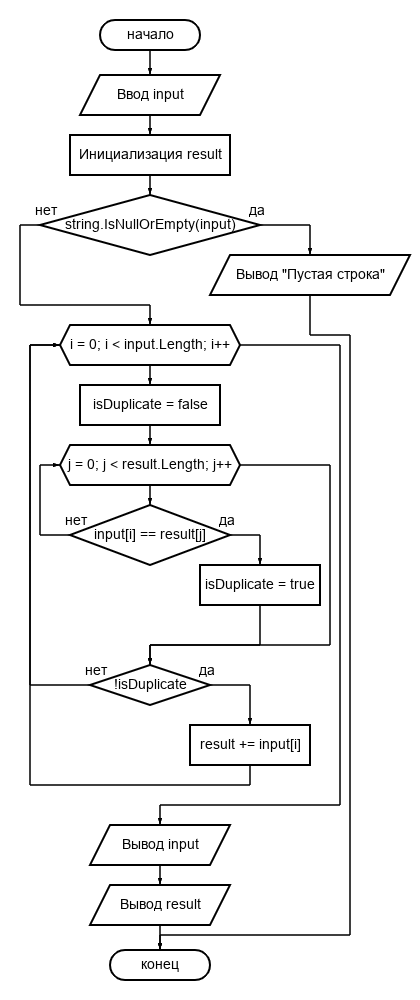 начало
Ввод input
Инициализация result
нет
да
string.IsNullOrEmpty(input)
Вывод "Пустая строка"
i = 0; i < input.Length; i++
isDuplicate = false
j = 0; j < result.Length; j++
нет
да
input[i] == result[j]
isDuplicate = true
нет
да
!isDuplicate
result += input[i]
Вывод input
Вывод result
конец